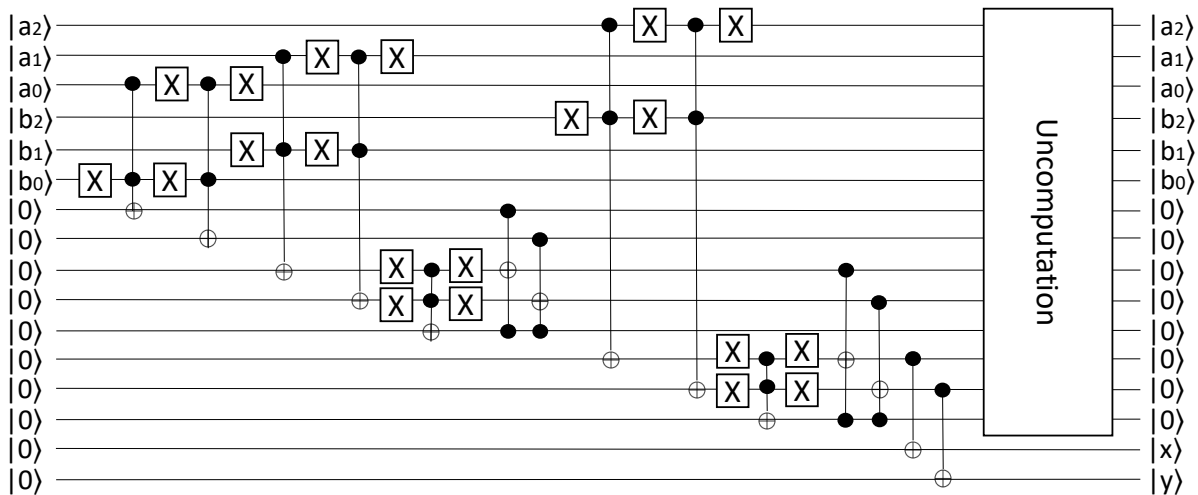 |a2⟩ X X |a2⟩
|a1⟩ X X |a1⟩
|a0⟩ X X |a0⟩
|b2⟩ X X |b2⟩
|b1⟩ X X |b1⟩
|b0⟩ X X |b0⟩
|0⟩ |0⟩
|0⟩ |0⟩
|0⟩ X X |0⟩
|0⟩ X X |0⟩
|0⟩ |0⟩
|0⟩ X X |0⟩
|0⟩ X X |0⟩
|0⟩ |0⟩
|0⟩ |x⟩
|0⟩ |y⟩
Uncomputation